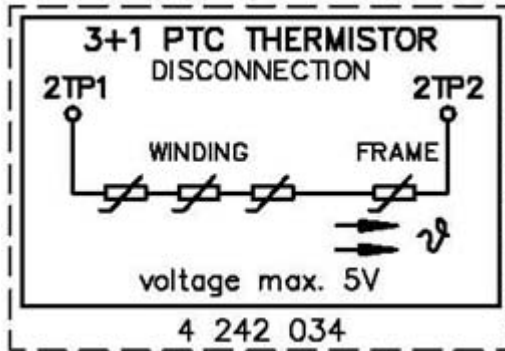 3+1 PTC THERMISTOR
DISCONNECTION
2TP1 2TP2
WINDING FRAME
ϑ
voltage max. 5V
4 242 034